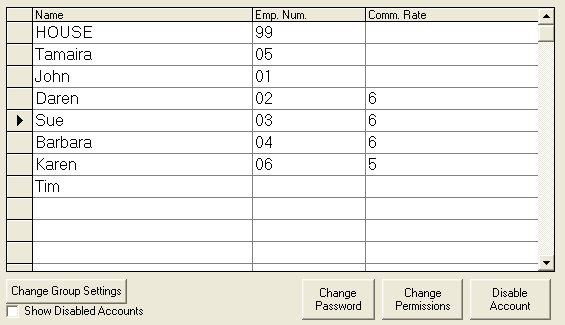 Name Emp. Num. Comm. Rate
HOUSE 99
Tamaira 05
John 01
Daren 02 6
Sue 03 6
Barbara 04 6
Karen 06 5
Tim
Change Group Settings
Show Disabled Accounts
Change
Password
Change
Permissions
Disable
Account